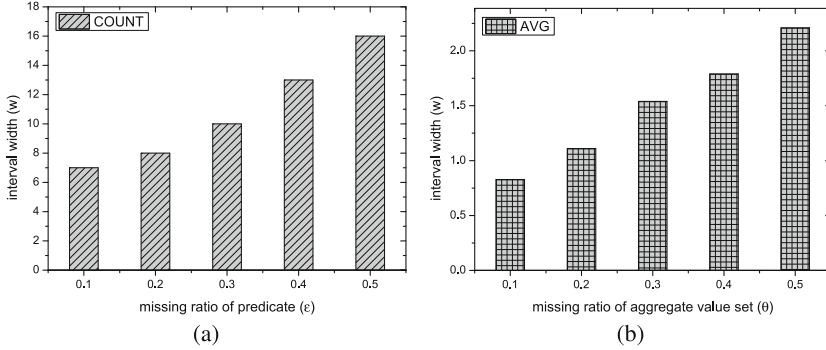 COUNT
18
16
14
12
10
8
6
4
2
0
interval width (w)
0.1 0.2 0.3 0.4 0.5
missing ratio of predicate (ε)
(a)
AVG
2.0
1.5
1.0
0.5
0.0
interval width (w)
0.1 0.2 0.3 0.4 0.5
missing ratio of aggregate value set (θ)
(b)